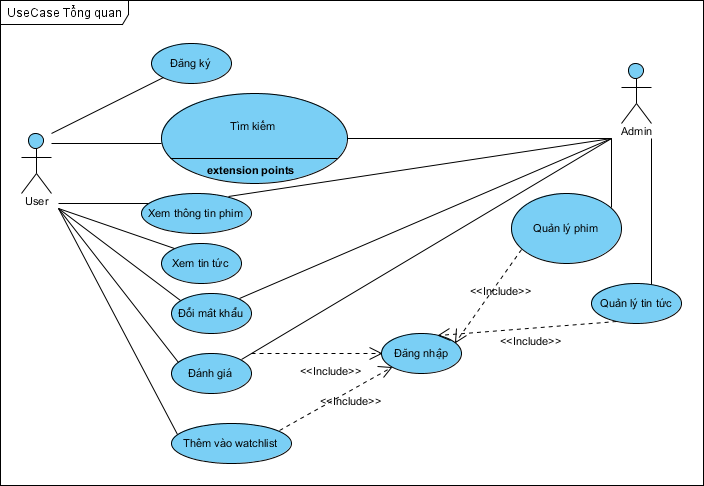 UseCase Tổng quan
Đăng ký
Tìm kiếm
extension points
Admin
User
Xem thông tin phim
Quản lý phim
Xem tin tức
<<Include>>
Quản lý tin tức
Đổi mât khẩu
<<Include>>
Đăng nhập
Đánh giá
<<Include>>
<<Include>>
Thêm vào watchlist